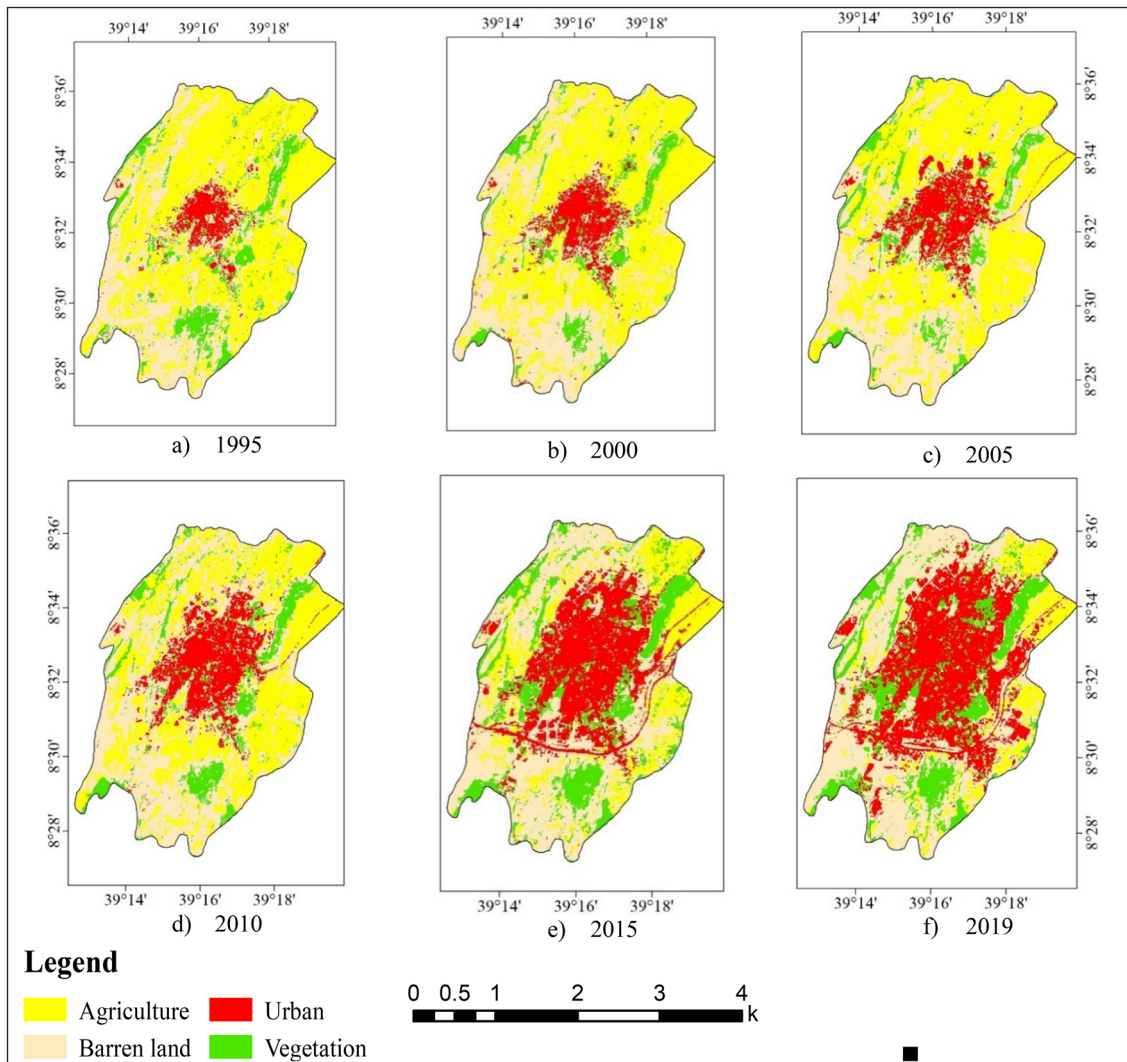 39°14' 39°16' 39°18'
39°14' 39°16' 39°18'
39°14' 39°16' 39°18'
8°36'
8°34'
8°32'
8°30'
8°28'
8°36'
8°34'
8°32'
8°30'
8°28'
a) 1995
b) 2000
c) 2005
8°36'
8°34'
8°32'
8°30'
8°28'
8°36'
8°34'
8°32'
8°30'
8°28'
39°14' 39°16' 39°18'
39°14' 39°16' 39°18'
39°14' 39°16' 39°18'
d) 2010
e) 2015
f) 2019
Legend
Agriculture
Urban
Barren land
Vegetation
0 0.5 1 2 3 4
k